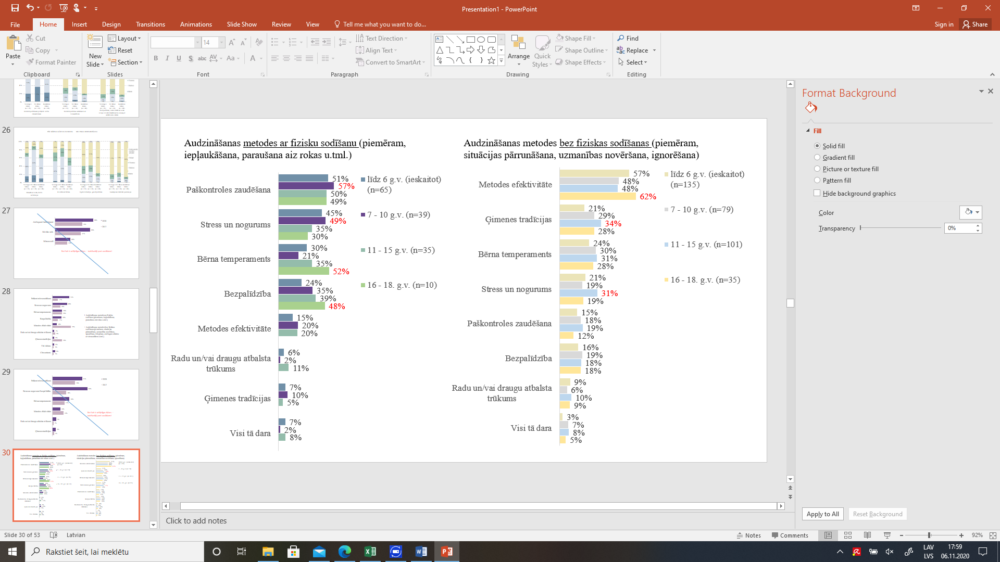 Presentation1 - PowerPoint
File Home Insert Design Transitions Animations Slide Show Review View Tell me what you want to do... Sign in Share
Paste
Cut
Copy
Format Painter
Clipboard
New Slide
Layout
Reset
Section
Slides
14
Font
Paragraph
Text Direction
Align Text
Convert to SmartArt
Arrange
Quick Styles
Shape Fill
Shape Outline
Shape Effects
Drawing
Find
Replace
Select
Editing
26
27
28
29
30
Audzināšanas metodes ar fizisku sodīšanu (piemēram,
iepļaukāšana, paraušana aiz rokas u.tml.)
Paškontroles zaudēšana
51%
57%
50%
49%
Stress un nogurums
45%
49%
35%
30%
Bērna temperaments
30%
21%
35%
52%
Bezpalīdzība
24%
35%
39%
48%
Metodes efektivitāte
15%
20%
20%
Radu un/vai draugu atbalsta
trūkums
6%
2%
11%
Ģimenes tradīcijas
7%
10%
5%
Visi tā dara
7%
2%
8%
līdz 6 g.v. (ieskaitot)
(n=65)
7 - 10 g.v. (n=39)
11 - 15 g.v. (n=35)
16 - 18. g.v. (n=10)
Audzināšanas metodes bez fiziskas sodīšanas (piemēram,
situācijas pārrunāšana, uzmanības novēršana, ignorēšana)
Metodes efektivitāte
57%
48%
48%
62%
Ģimenes tradīcijas
21%
29%
34%
28%
Bērna temperaments
24%
30%
31%
28%
Stress un nogurums
21%
19%
31%
19%
Paškontroles zaudēšana
15%
18%
19%
12%
Bezpalīdzība
16%
19%
18%
18%
Radu un/vai draugu atbalsta
trūkums
9%
6%
10%
9%
Visi tā dara
3%
7%
8%
5%
līdz 6 g.v. (ieskaitot)
(n=135)
7 - 10 g.v. (n=79)
11 - 15 g.v. (n=101)
16 - 18. g.v. (n=35)
Click to add notes
Format Background
Fill
Solid fill
Gradient fill
Picture or texture fill
Pattern fill
Hide background graphics
Color
Transparency 0%
Apply to All Reset Background
Slide 30 of 53 Latvian Notes Comments 92%
Rakstiet šeit, lai meklētu
LAV
LVS
17:59
06.11.2020